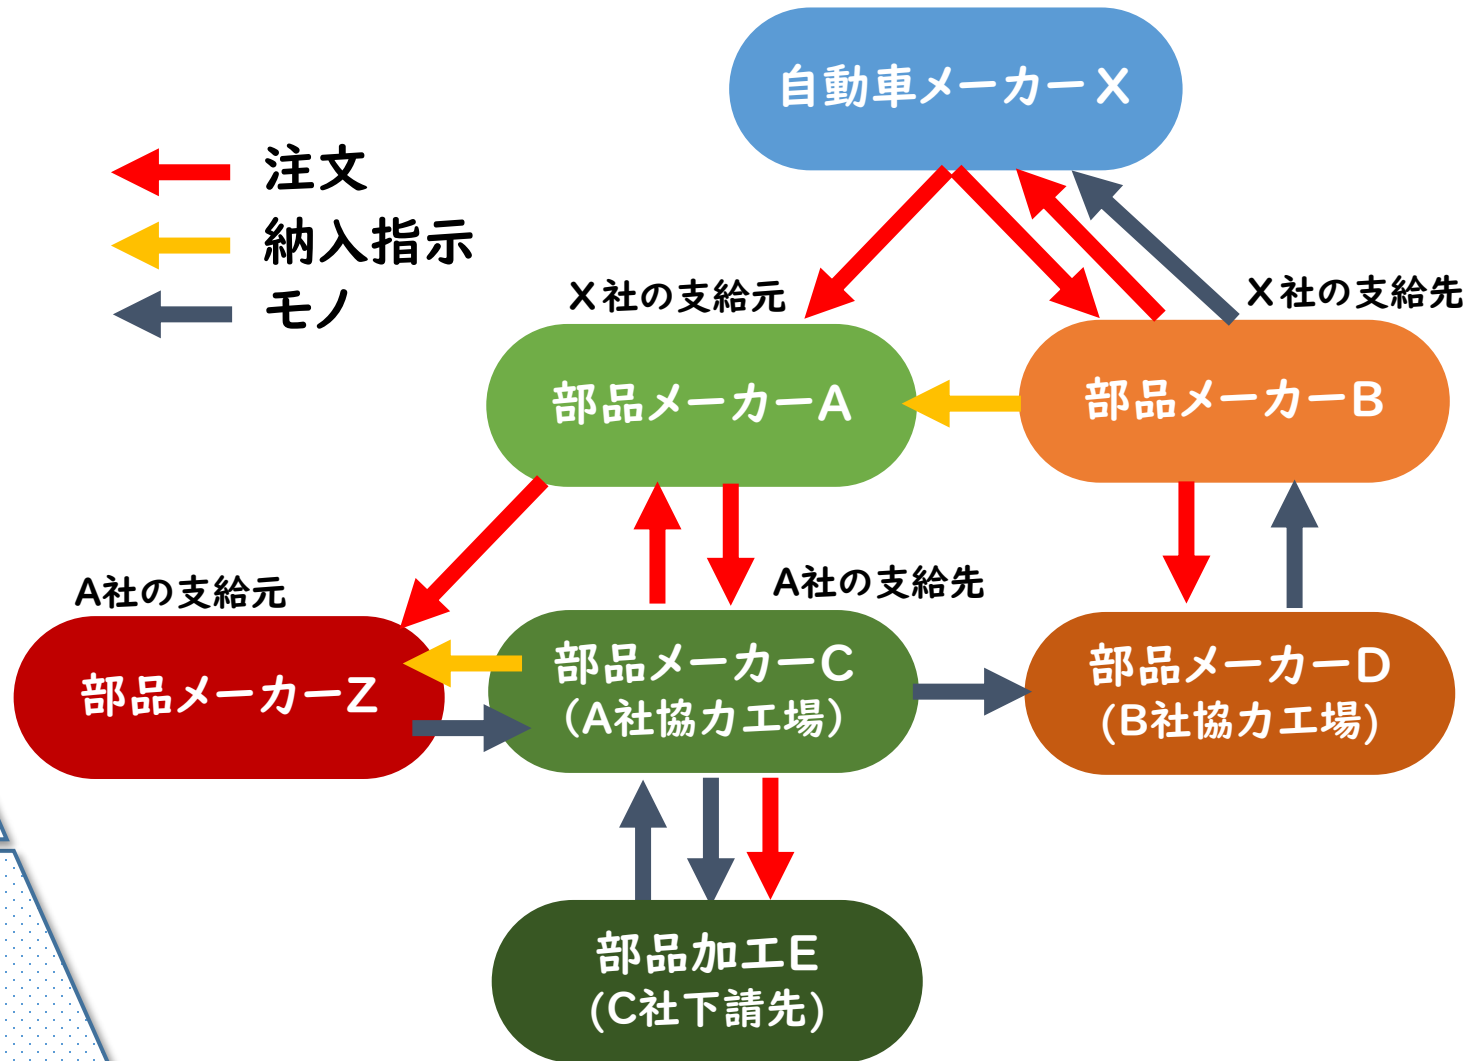 自動車メーカーX
注文
納入指示
モノ
X社の支給元
X社の支給先
部品メーカーA
部品メーカーB
A社の支給元
A社の支給先
部品メーカーZ
部品メーカーC
(A社協力工場)
部品メーカーD
(B社協力工場)
部品加工E
(C社下請先)